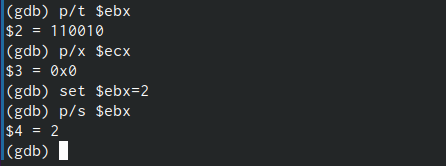 (gdb) p/t $ebx
$2 = 110010
(gdb) p/x $ecx
$3 = 0x0
(gdb) set $ebx=2
(gdb) p/s $ebx
$4 = 2
(gdb)